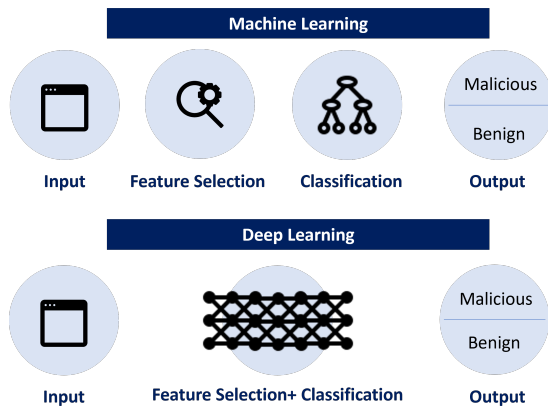 Machine Learning
Malicious
Benign
Input
Feature Selection
Classification
Output
Deep Learning
Malicious
Benign
Input
Feature Selection+ Classification
Output